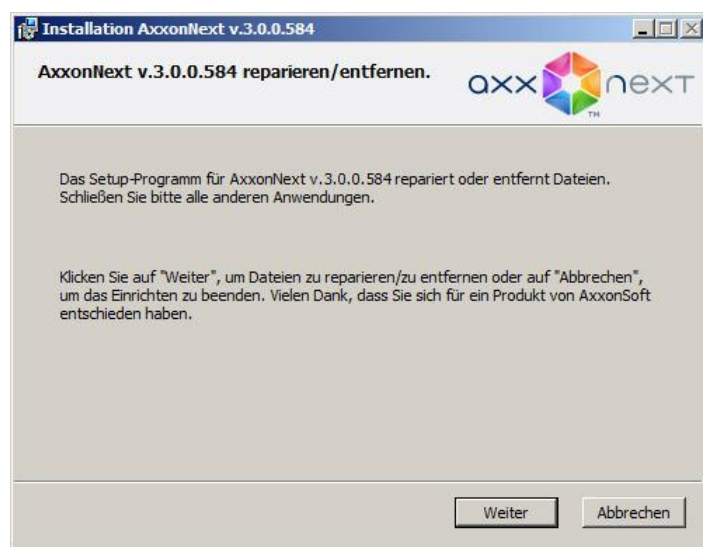 Installation AxxonNext v.3.0.0.584
AxxonNext v.3.0.0.584 reparieren/entfernen.
axx next
TM
Das Setup-Programm für AxxonNext v.3.0.0.584 repariert oder entfernt Dateien.
Schließen Sie bitte alle anderen Anwendungen.
Klicken Sie auf "Weiter", um Dateien zu reparieren/zu entfernen oder auf "Abbrechen",
um das Einrichten zu beenden. Vielen Dank, dass Sie sich für ein Produkt von AxxonSoft
entschieden haben.
Weiter
Abbrechen